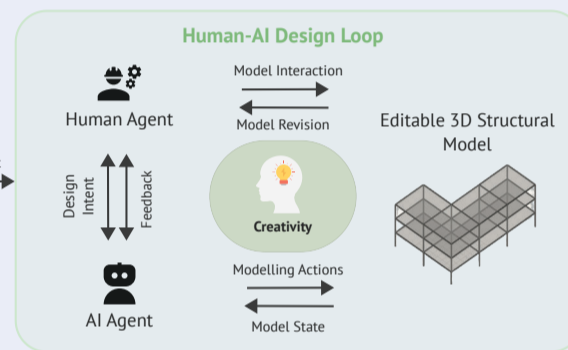 Human-AI Design Loop
Model Interaction
Human Agent
Model Revision
Editable 3D Structural
Model
Design
Intent
Feedback
Creativity
Modelling Actions
AI Agent
Model State